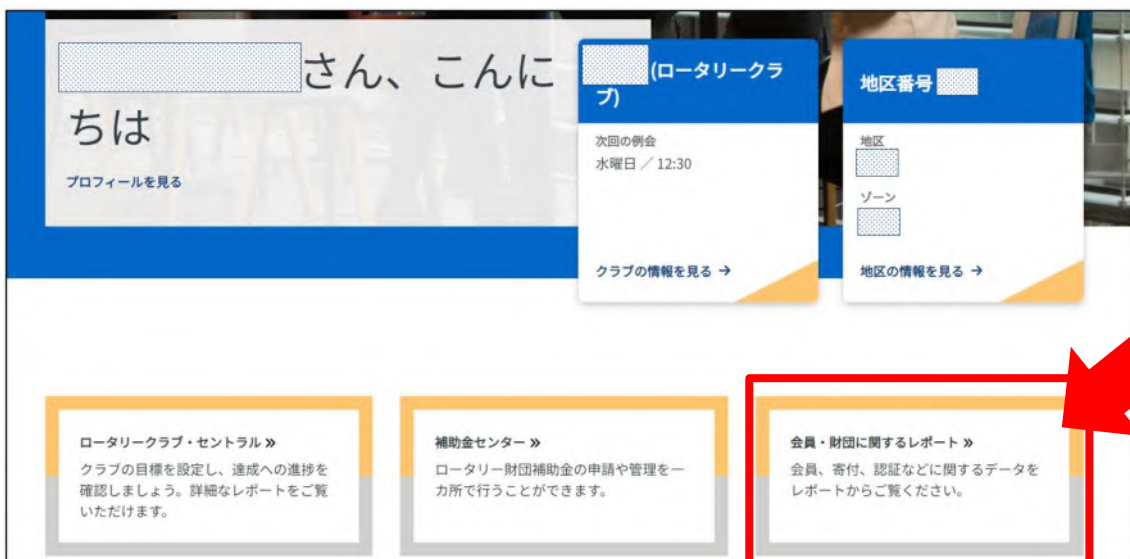 さん、こんに
ちは
プロフィールを見る
(ロータリークラ
ブ)
次回の例会
水曜日 ／ 12:30
クラブの情報を見る →
地区番号
地区
ゾーン
地区の情報を見る →
ロータリークラブ・セントラル »
クラブの目標を設定し、達成への進捗を
確認しましょう。詳細なレポートをご覧
いただけます。
補助金センター »
ロータリー財団補助金の申請や管理を一
カ所で行うことができます。
会員・財団に関するレポート »
会員、寄付、認証などに関するデータを
レポートからご覧ください。